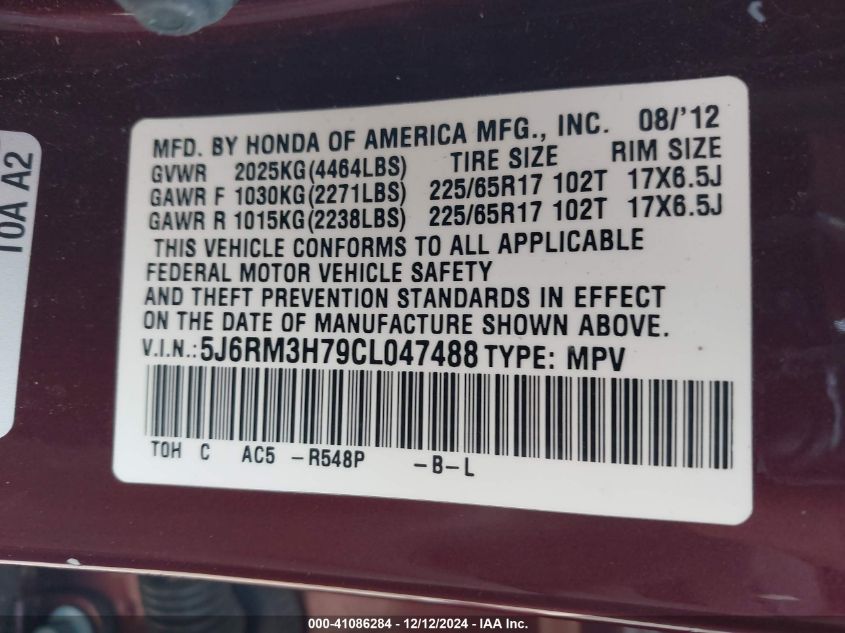 MFD. BY HONDA OF AMERICA MFG., INC. 08/'12
GVWR 2025KG(4464LBS) TIRE SIZE RIM SIZE
GAWR F 1030KG(2271LBS) 225/65R17 102T 17X6.5J
GAWR R 1015KG(2238LBS) 225/65R17 102T 17X6.5J
THIS VEHICLE CONFORMS TO ALL APPLICABLE
FEDERAL MOTOR VEHICLE SAFETY
AND THEFT PREVENTION STANDARDS IN EFFECT
ON THE DATE OF MANUFACTURE SHOWN ABOVE.
V.I.N.: 5J6RM3H79CL047488 TYPE: MPV
TOH C AC5 -R548P -B-L
10A A2
000-41086284 - 12/12/2024 - IAA Inc.